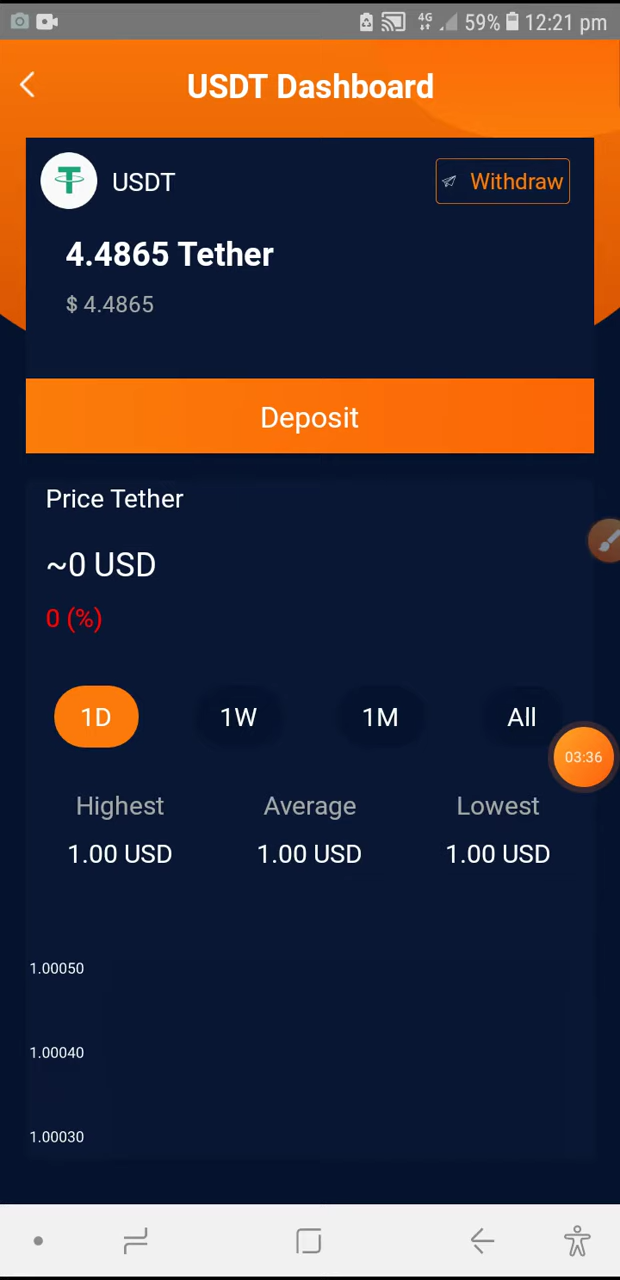 4G 59% 12:21 pm
USDT Dashboard
USDT
Withdraw
4.4865 Tether
$ 4.4865
Deposit
Price Tether
~0 USD
0 (%)
1D 1W 1M All
03:36
Highest Average Lowest
1.00 USD 1.00 USD 1.00 USD
1.00050
1.00040
1.00030